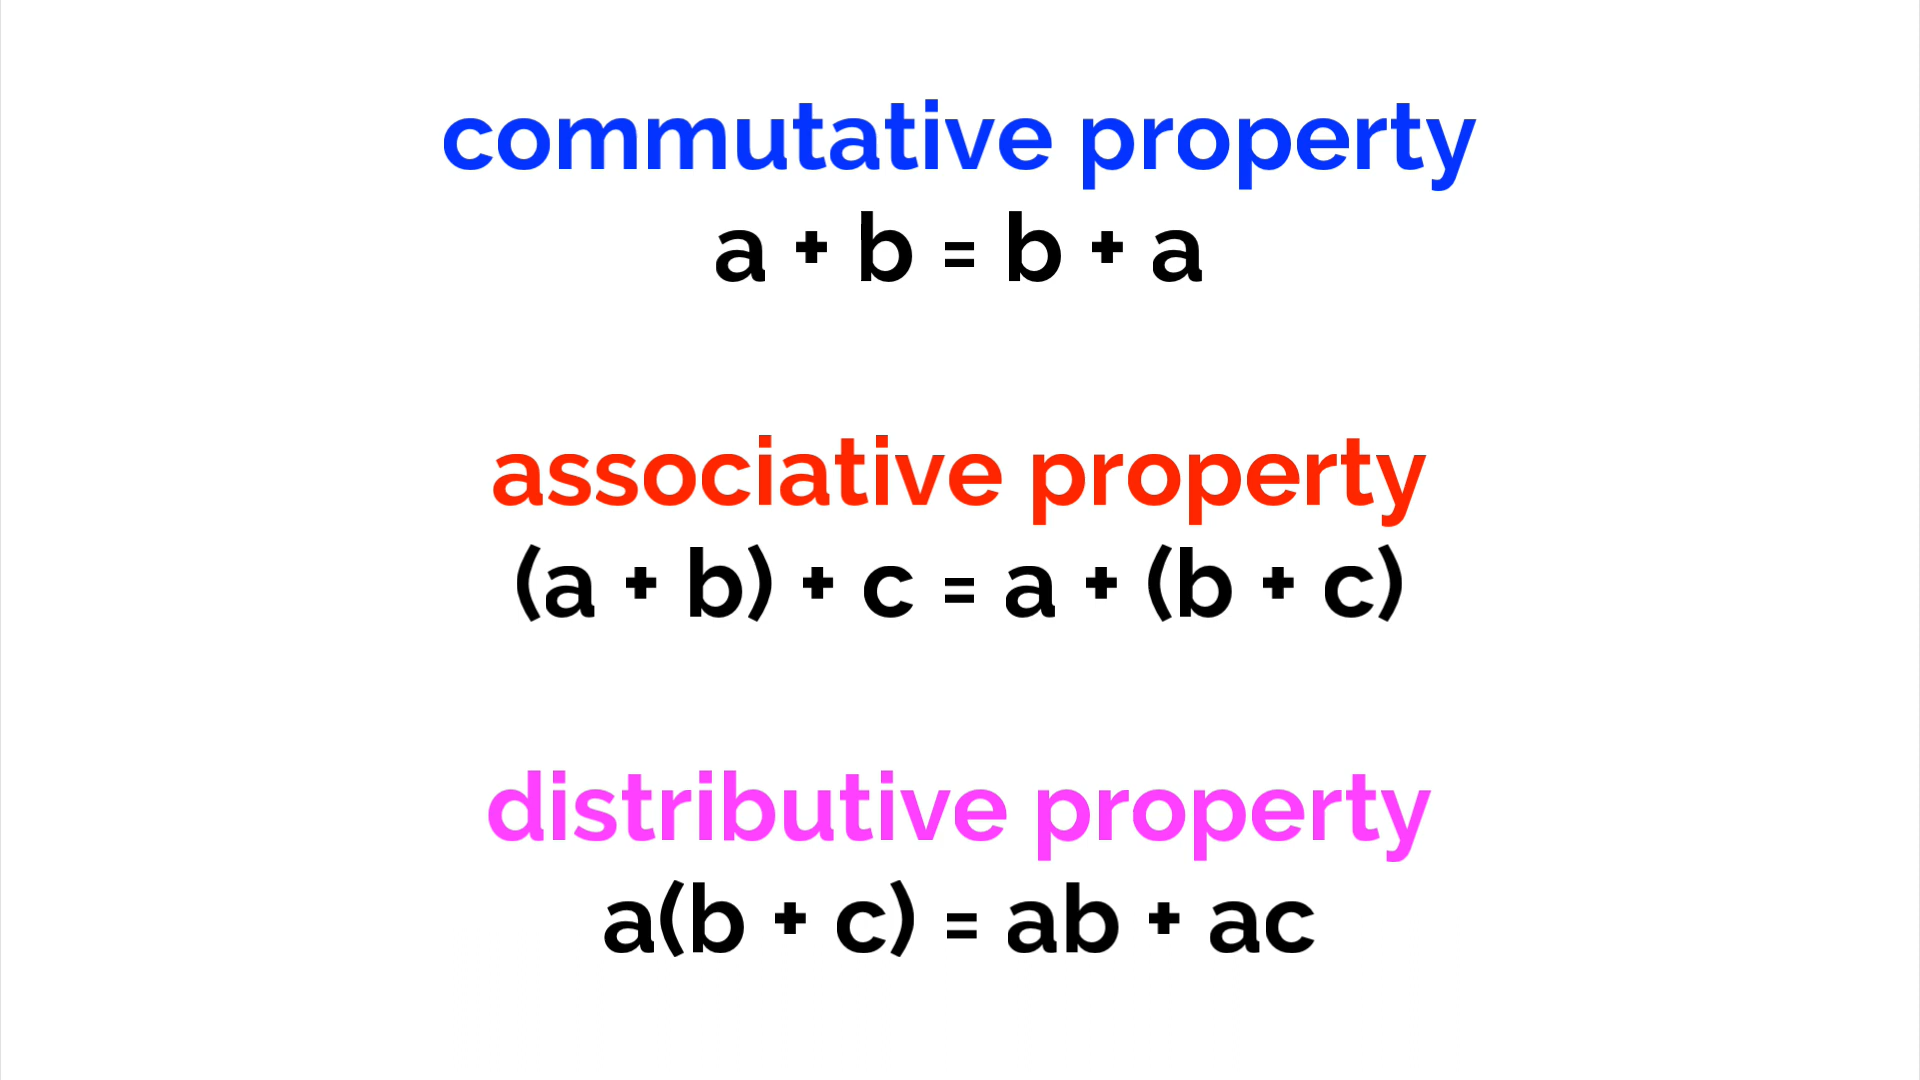 commutative property
a + b = b + a
associative property
(a + b) + c = a + (b + c)
distributive property
a(b + c) = ab + ac